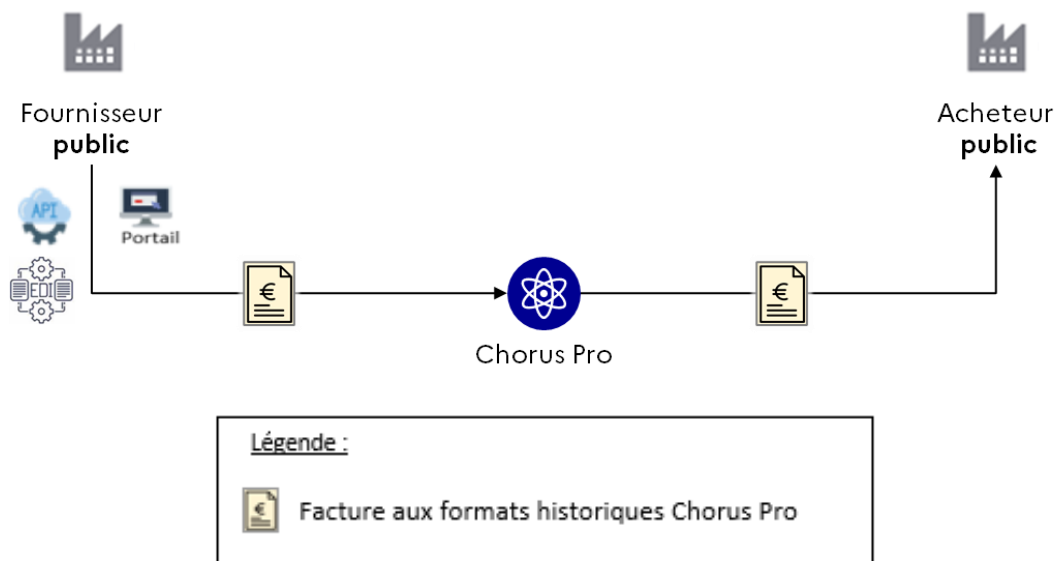 Fournisseur
public
Acheteur
public
API
Portail
EDI
€
€
Chorus Pro
Légende :
€
Facture aux formats historiques Chorus Pro